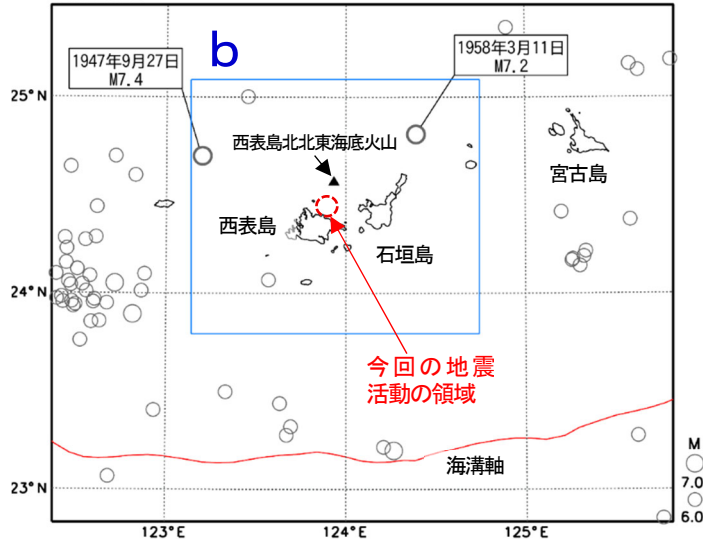 b
1947年9月27日
M7.4
1958年3月11日
M7.2
25°N
西表島北北東海底火山
宮古島
西表島
石垣島
24°N
今回の地震
活動の領域
海溝軸
M
7.0
6.0
23°N
123°E
124°E
125°E